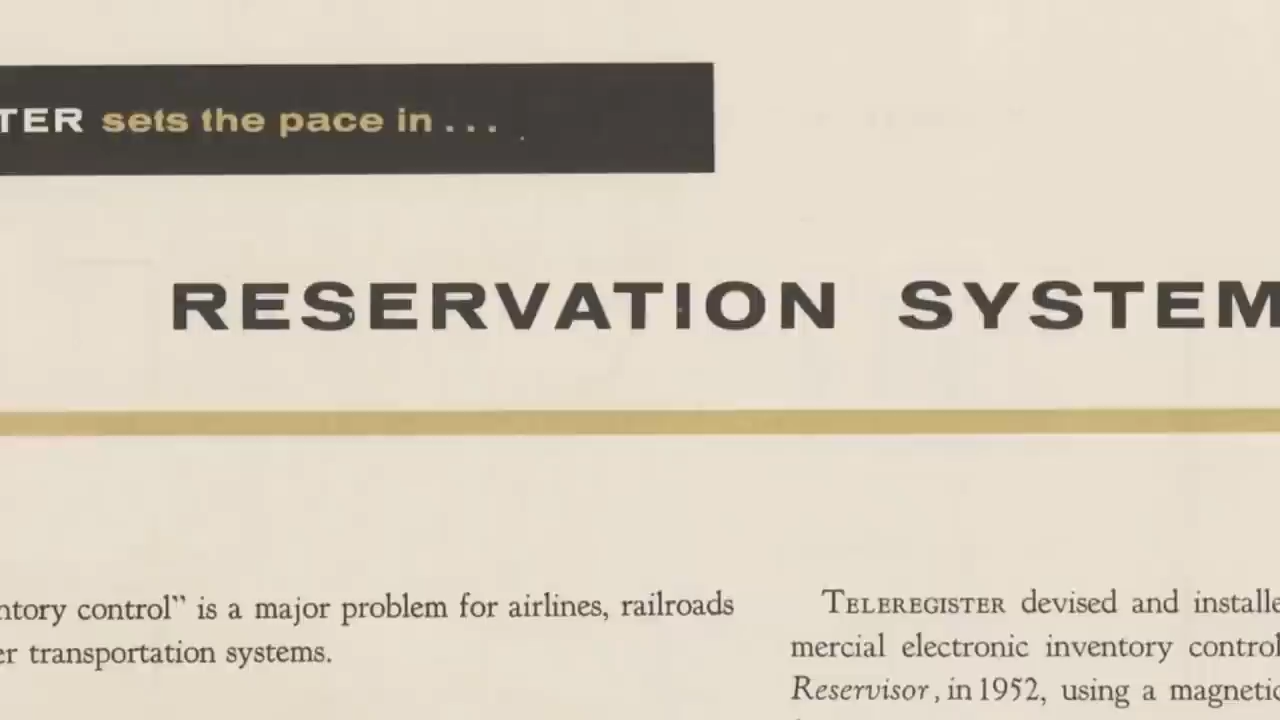 TER sets the pace in . . .
RESERVATION SYSTEM
ntory control” is a major problem for airlines, railroads
er transportation systems.
TELEREGISTER devised and installe
mercial electronic inventory control
Reservisor, in 1952, using a magnetic